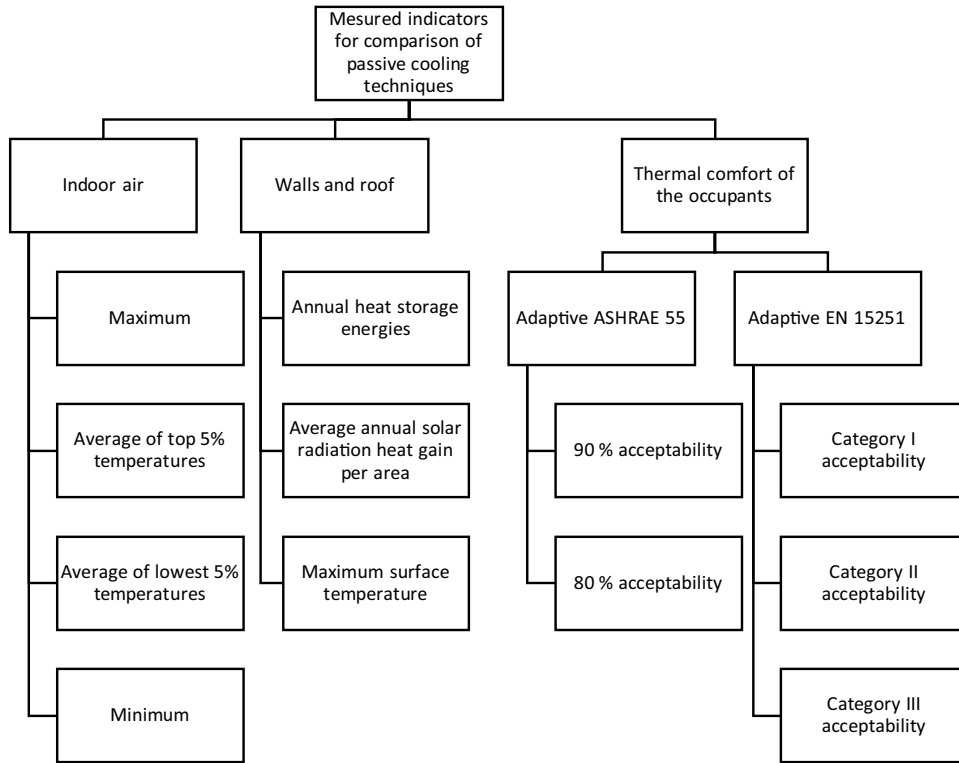 Mesured indicators
for comparison of
passive cooling
techniques
Indoor air
Walls and roof
Thermal comfort of
the occupants
Maximum
Annual heat storage
energies
Adaptive ASHRAE 55
Adaptive EN 15251
Average of top 5%
temperatures
Average annual solar
radiation heat gain
per area
90 % acceptability
Category I
acceptability
Average of lowest 5%
temperatures
Maximum surface
temperature
80 % acceptability
Category II
acceptability
Minimum
Category III
acceptability